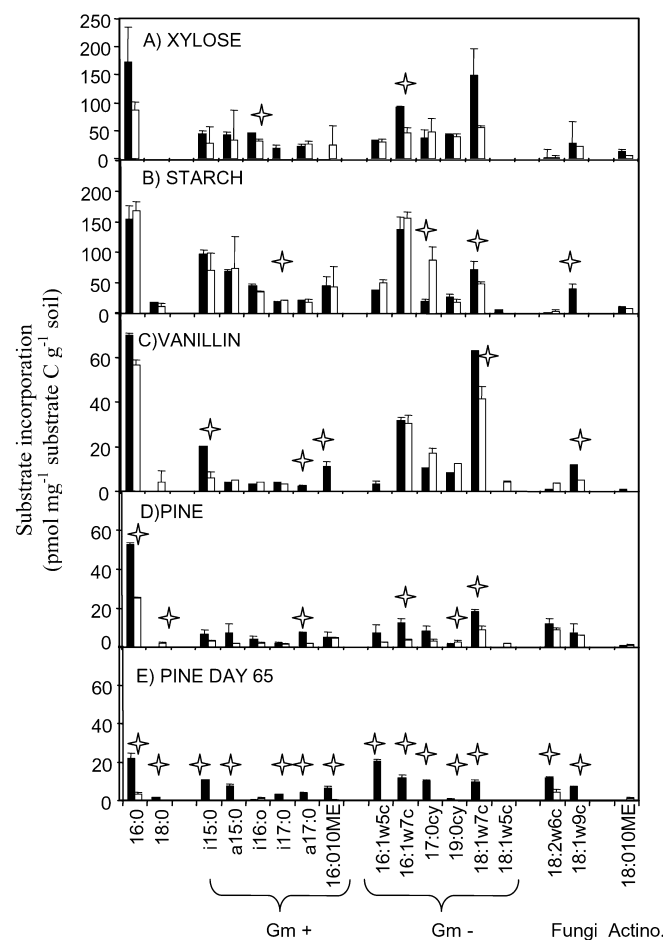 Substrate incorporation
(pmol mg-1 substrate C g-1 soil)
A) XYLOSE
250
200
150
100
50
0
B) STARCH
200
150
100
50
0
C)VANILLIN
60
40
20
0
D)PINE
60
40
20
0
E) PINE DAY 65
60
40
20
0
16:0
18:0
i15:0
a15:0
i16:o
i17:0
a17:0
16:010ME
16:1w5c
16:1w7c
17:0cy
19:0cy
18:1w7c
18:1w5c
18:2w6c
18:1w9c
18:010ME
Gm +
Gm -
Fungi
Actino.